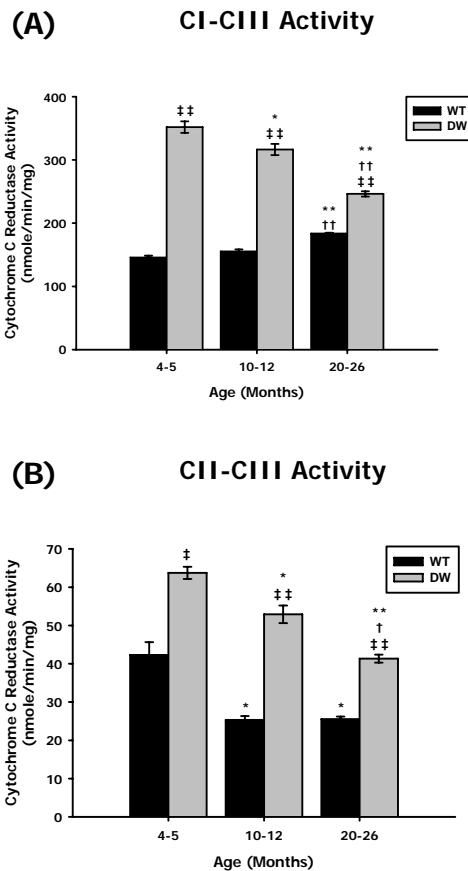 (A)
CI-CIII Activity
Cytochrome C Reductase Activity
(nmole/min/mg)
400
300
200
100
0
WT
DW
‡‡
*
‡‡
**
††
**
††
‡‡
4-5
10-12
20-26
Age (Months)
(B)
CII-CIII Activity
Cytochrome C Reductase Activity
(nmole/min/mg)
70
60
50
40
30
20
10
0
WT
DW
‡
*
*
‡‡
*
**
†
‡‡
4-5
10-12
20-26
Age (Months)